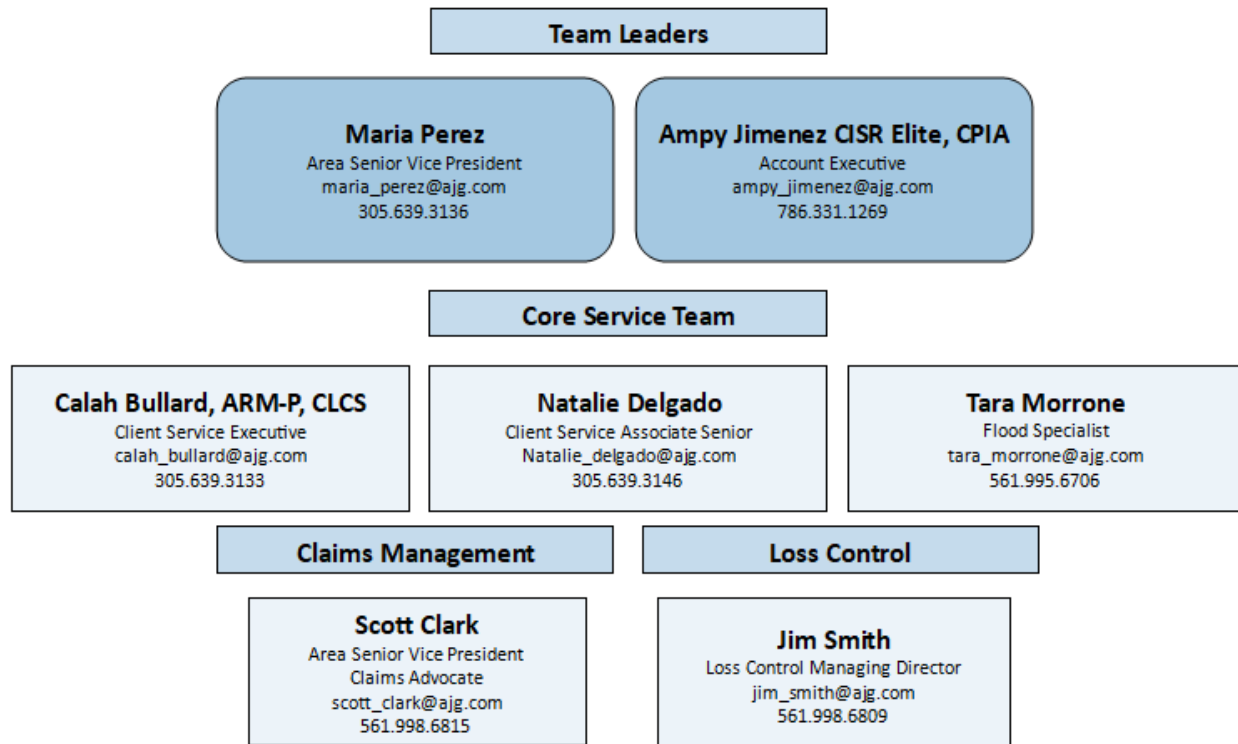 Team Leaders
Maria Perez
Area Senior Vice President
maria_perez@ajg.com
305.639.3136
Ampy Jimenez CISR Elite, CPIA
Account Executive
ampy_jimenez@ajg.com
786.331.1269
Core Service Team
Calah Bullard, ARM-P, CLCS
Client Service Executive
calah_bullard@ajg.com
305.639.3133
Natalie Delgado
Client Service Associate Senior
Natalie_delgado@ajg.com
305.639.3146
Tara Morrone
Flood Specialist
tara_morrone@ajg.com
561.995.6706
Claims Management
Scott Clark
Area Senior Vice President
Claims Advocate
scott_clark@ajg.com
561.998.6815
Loss Control
Jim Smith
Loss Control Managing Director
jim_smith@ajg.com
561.998.6809